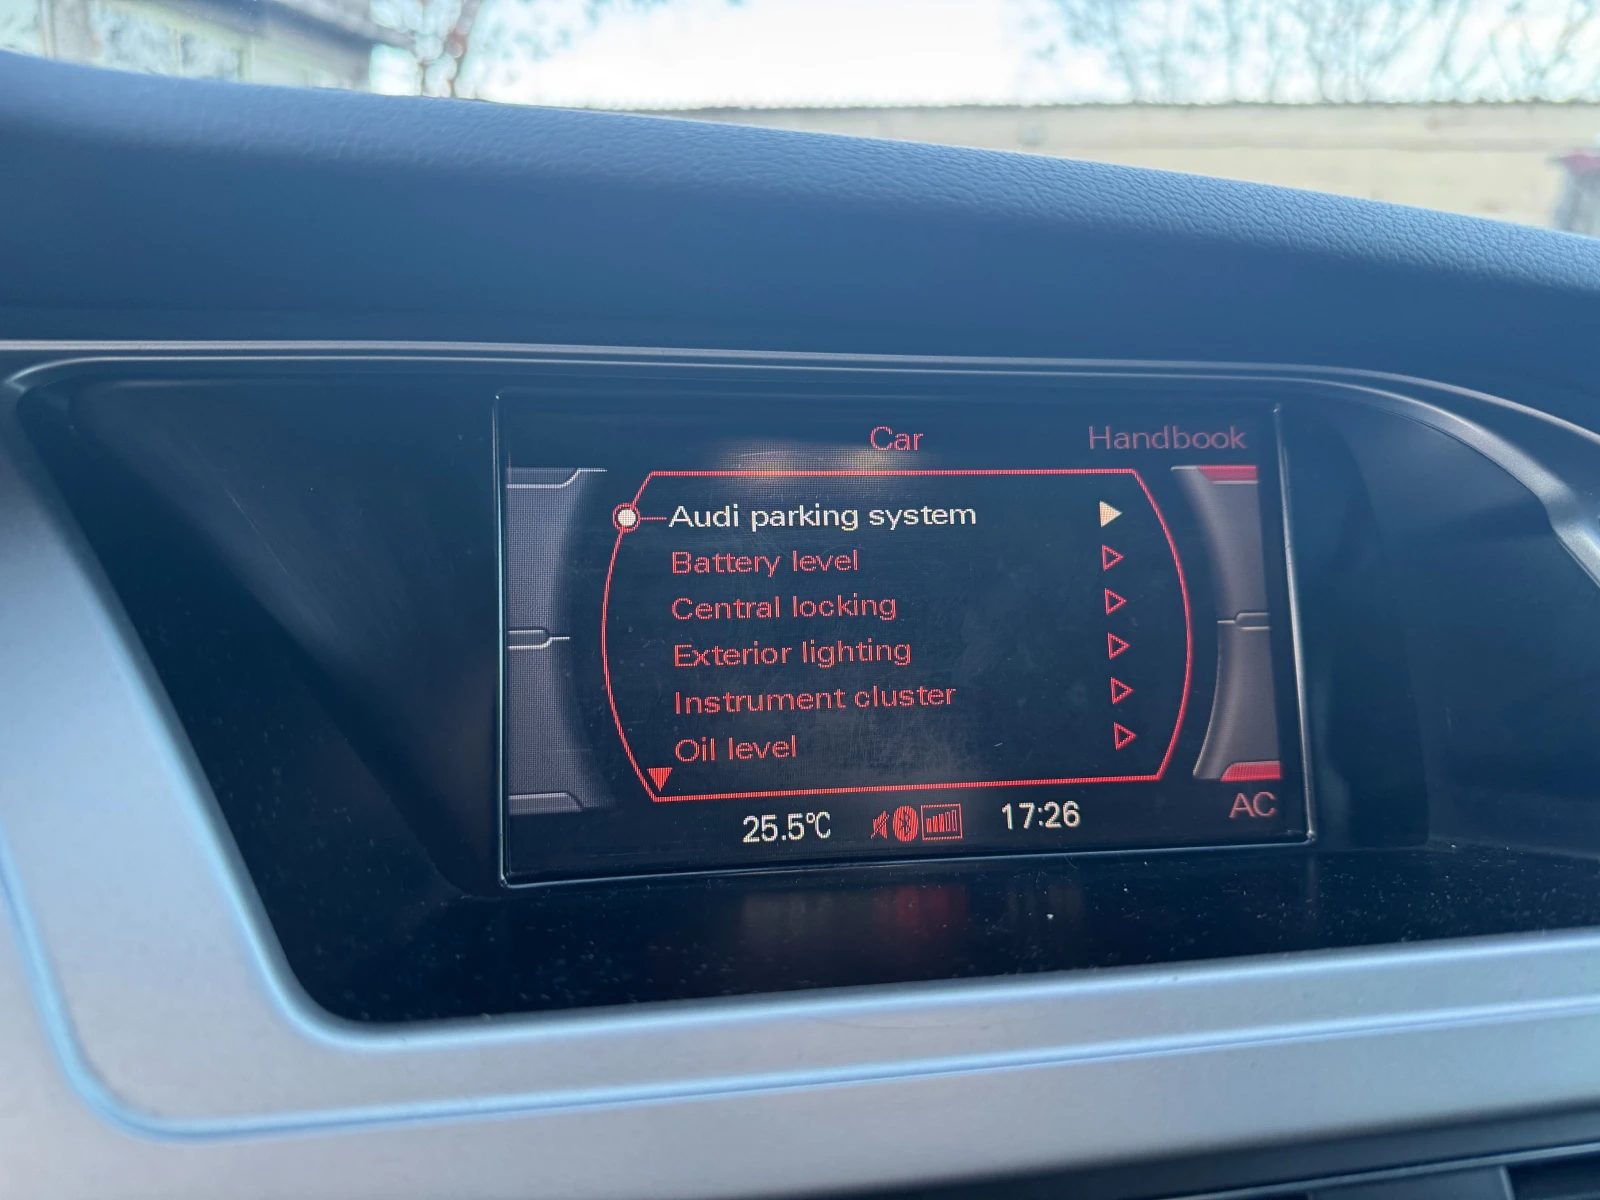 Car Handbook
Audi parking system
Battery level
Central locking
Exterior lighting
Instrument cluster
Oil level
25.5°C 17:26 AC